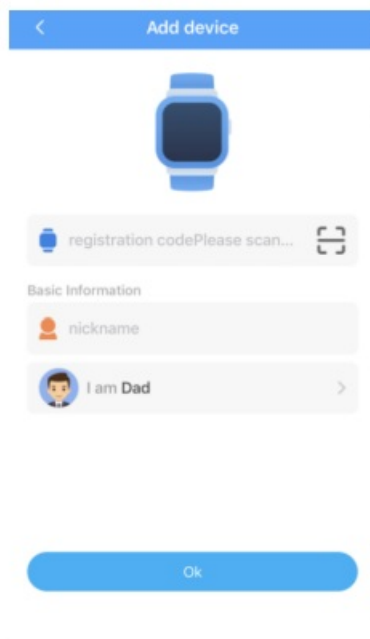 Add device
registration codePlease scan...
Basic Information
nickname
I am Dad
Ok